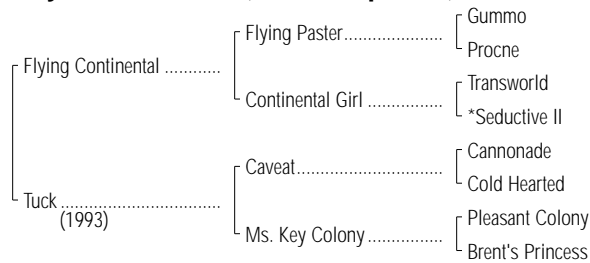 Gummo
Flying Paster...................
Procne
Flying Continental ............
Transworld
Continental Girl ...............
*Seductive II
Cannonade
Caveat.............................
Cold Hearted
Tuck .................................
(1993)
Pleasant Colony
Ms. Key Colony...............
Brent's Princess